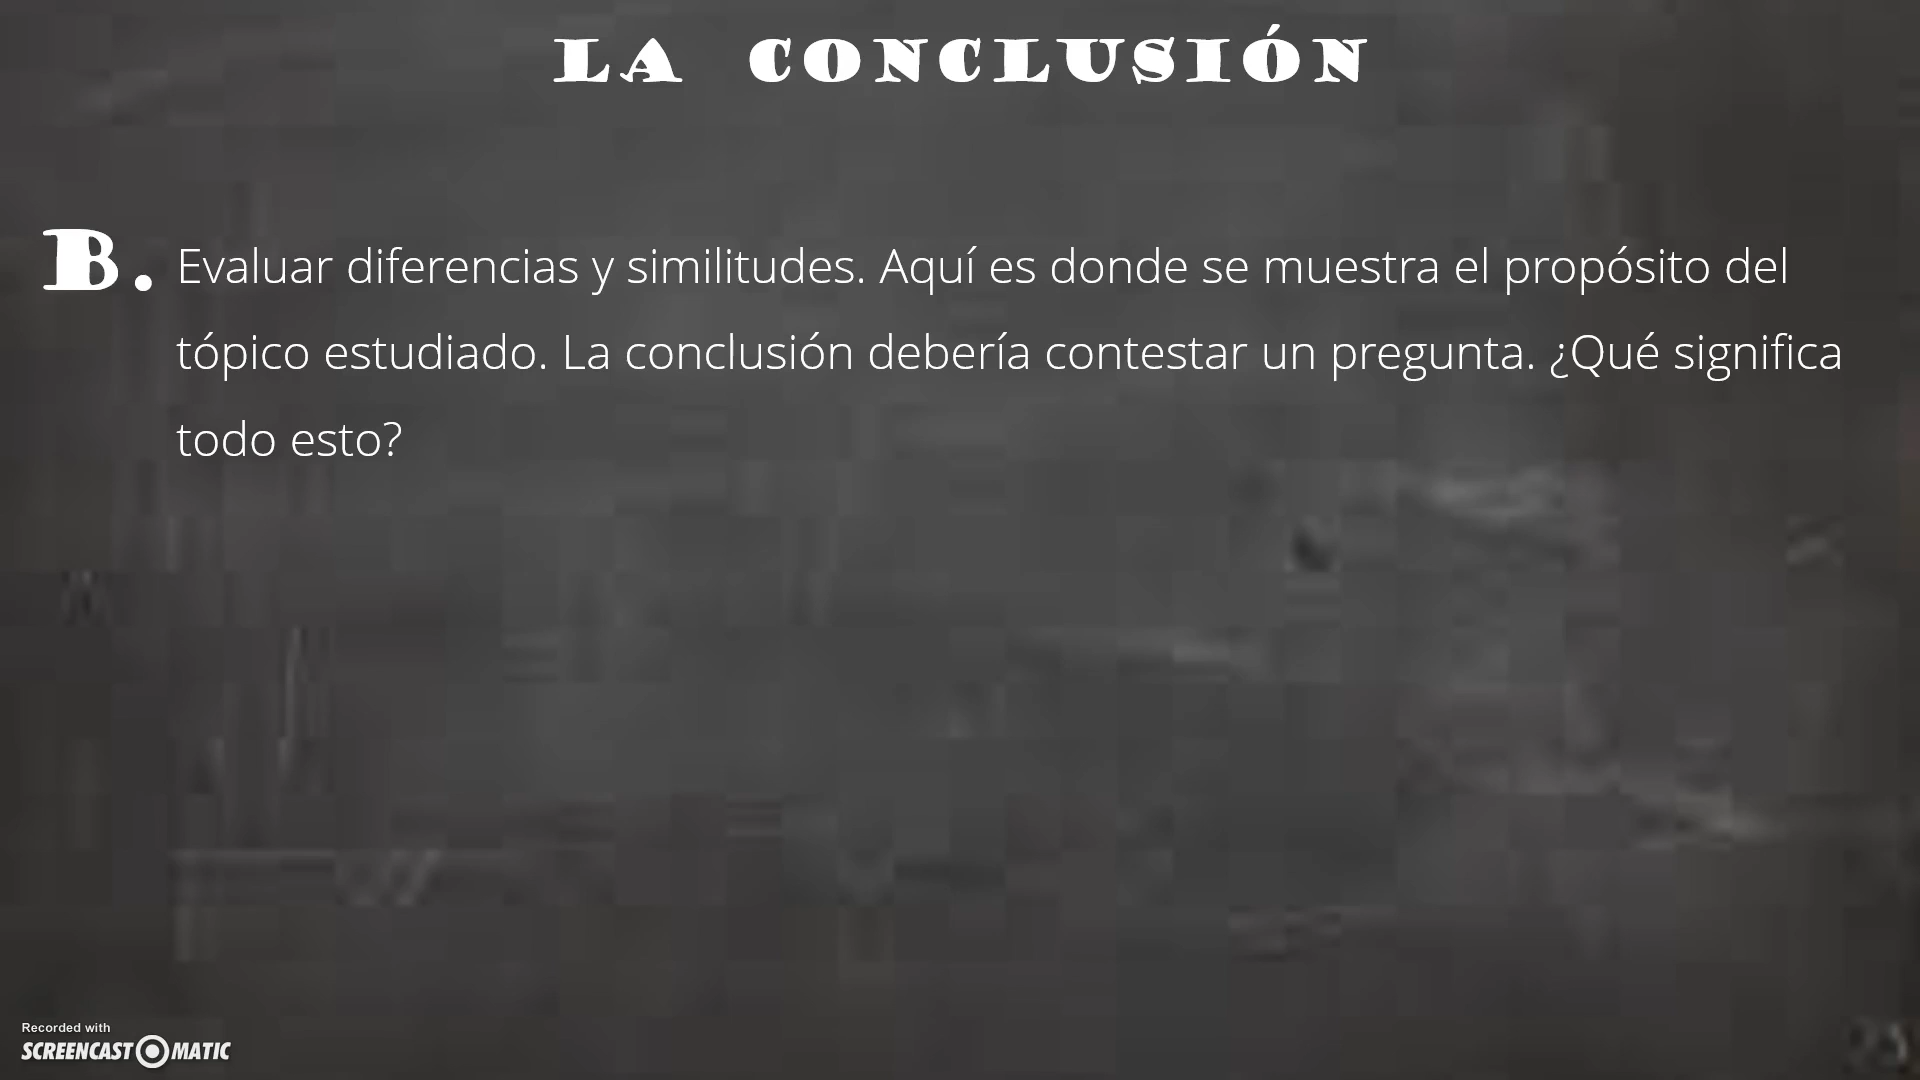 LA CONCLUSIÓN
B. Evaluar diferencias y similitudes. Aquí es donde se muestra el propósito del
tópico estudiado. La conclusión debería contestar un pregunta. ¿Qué significa
todo esto?
Recorded with
SCREENCAST MATIC